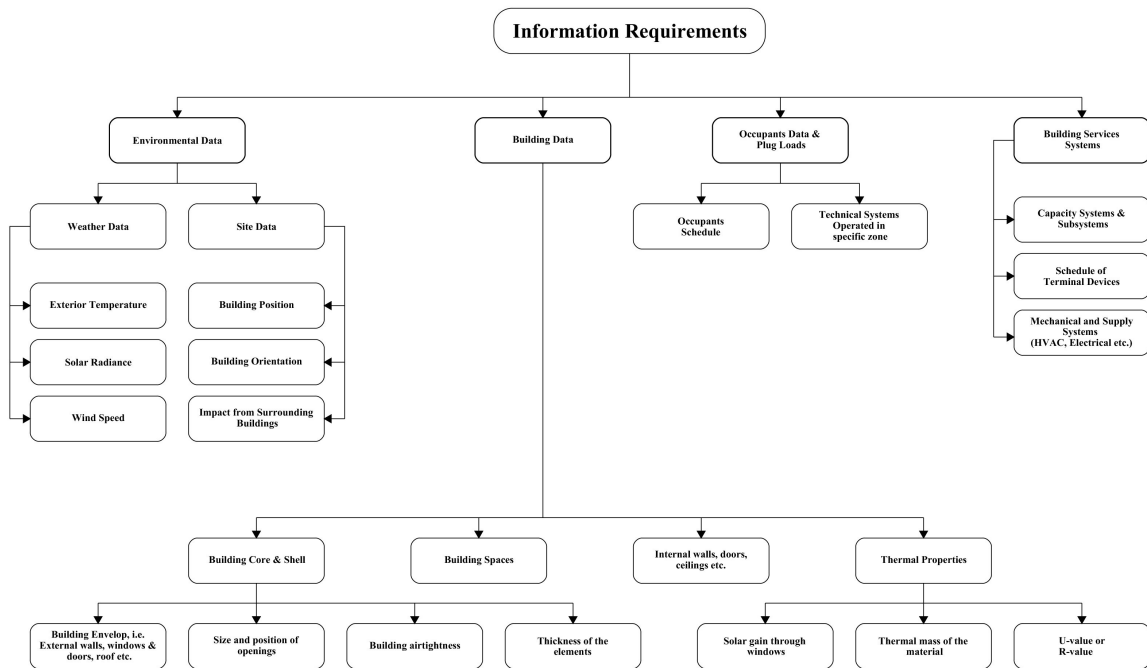 Information Requirements
Environmental Data
Building Data
Occupants Data &
Plug Loads
Building Services
Systems
Weather Data
Site Data
Occupants
Schedule
Technical Systems
Operated in
specific zone
Capacity Systems &
Subsystems
Exterior Temperature
Building Position
Schedule of
Terminal Devices
Solar Radiance
Building Orientation
Mechanical and Supply
Systems
(HVAC, Electrical etc.)
Wind Speed
Impact from Surrounding
Buildings
Building Core & Shell
Building Spaces
Internal walls, doors,
ceilings etc.
Thermal Properties
Building Envelop, i.e.
External walls, windows &
doors, roof etc.
Size and position of
openings
Building airtightness
Thickness of the
elements
Solar gain through
windows
Thermal mass of the
material
U-value or
R-value